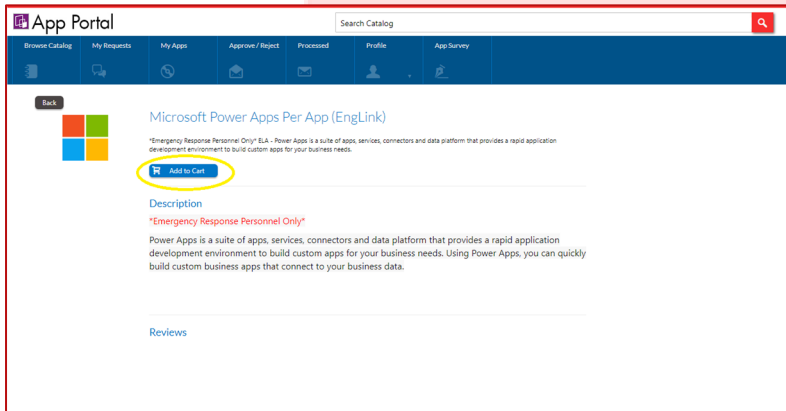 App Portal
Search Catalog
Browse Catalog My Requests My Apps Approve / Reject Processed Profile App Survey
Back
Microsoft Power Apps Per App (EngLink)
*Emergency Response Personnel Only* ELA - Power Apps is a suite of apps, services, connectors and data platform that provides a rapid application
development environment to build custom apps for your business needs.
Add to Cart
Description
*Emergency Response Personnel Only*
Power Apps is a suite of apps, services, connectors and data platform that provides a rapid application
development environment to build custom apps for your business needs. Using Power Apps, you can quickly
build custom business apps that connect to your business data.
Reviews